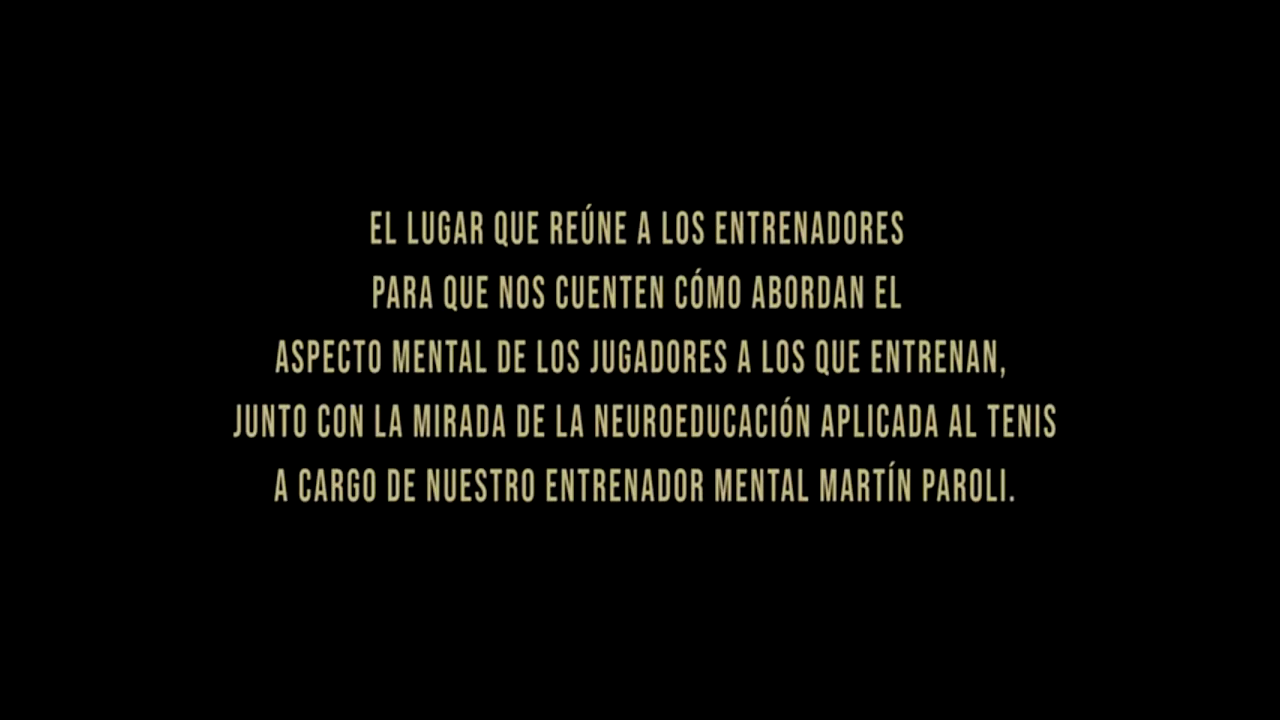 EL LUGAR QUE REÚNE A LOS ENTRENADORES
PARA QUE NOS CUENTEN CÓMO ABORDAN EL
ASPECTO MENTAL DE LOS JUGADORES A LOS QUE ENTRENAN,
JUNTO CON LA MIRADA DE LA NEUROEDUCACIÓN APLICADA AL TENIS
A CARGO DE NUESTRO ENTRENADOR MENTAL MARTÍN PAROLI.